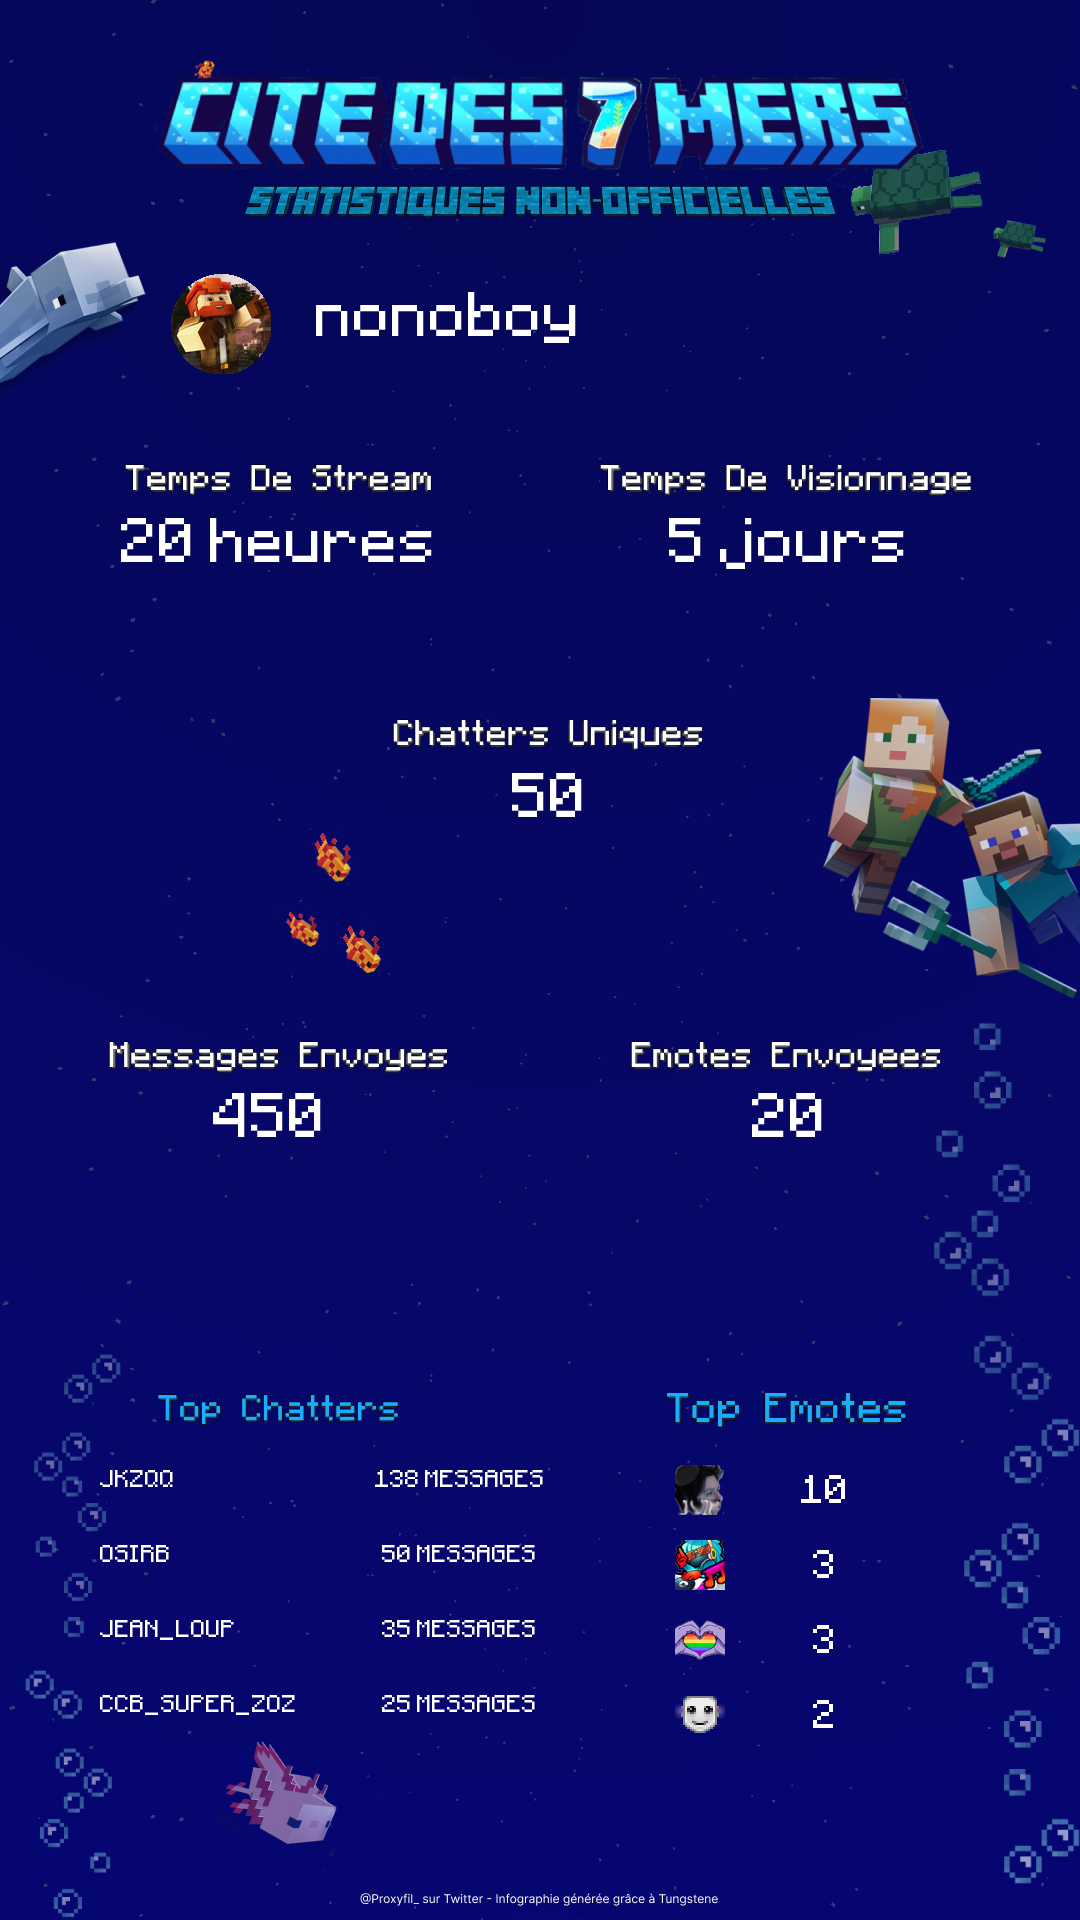 CITE DES 7 MERS
STATISTIQUES NON-OFFICIELLES
nonoboy
Temps De Stream
20 heures
Temps De Visionnage
5 jours
Chatters Uniques
50
Messages Envoyes
450
Emotes Envoyees
20
Top Chatters
JKZQQ 138 MESSAGES
OSIRB 50 MESSAGES
JEAN_LOUP 35 MESSAGES
CCB_SUPER_ZOZ 25 MESSAGES
Top Emotes
10
3
3
2
@Proxyfil_ sur Twitter - Infographie générée grâce à Tungstene